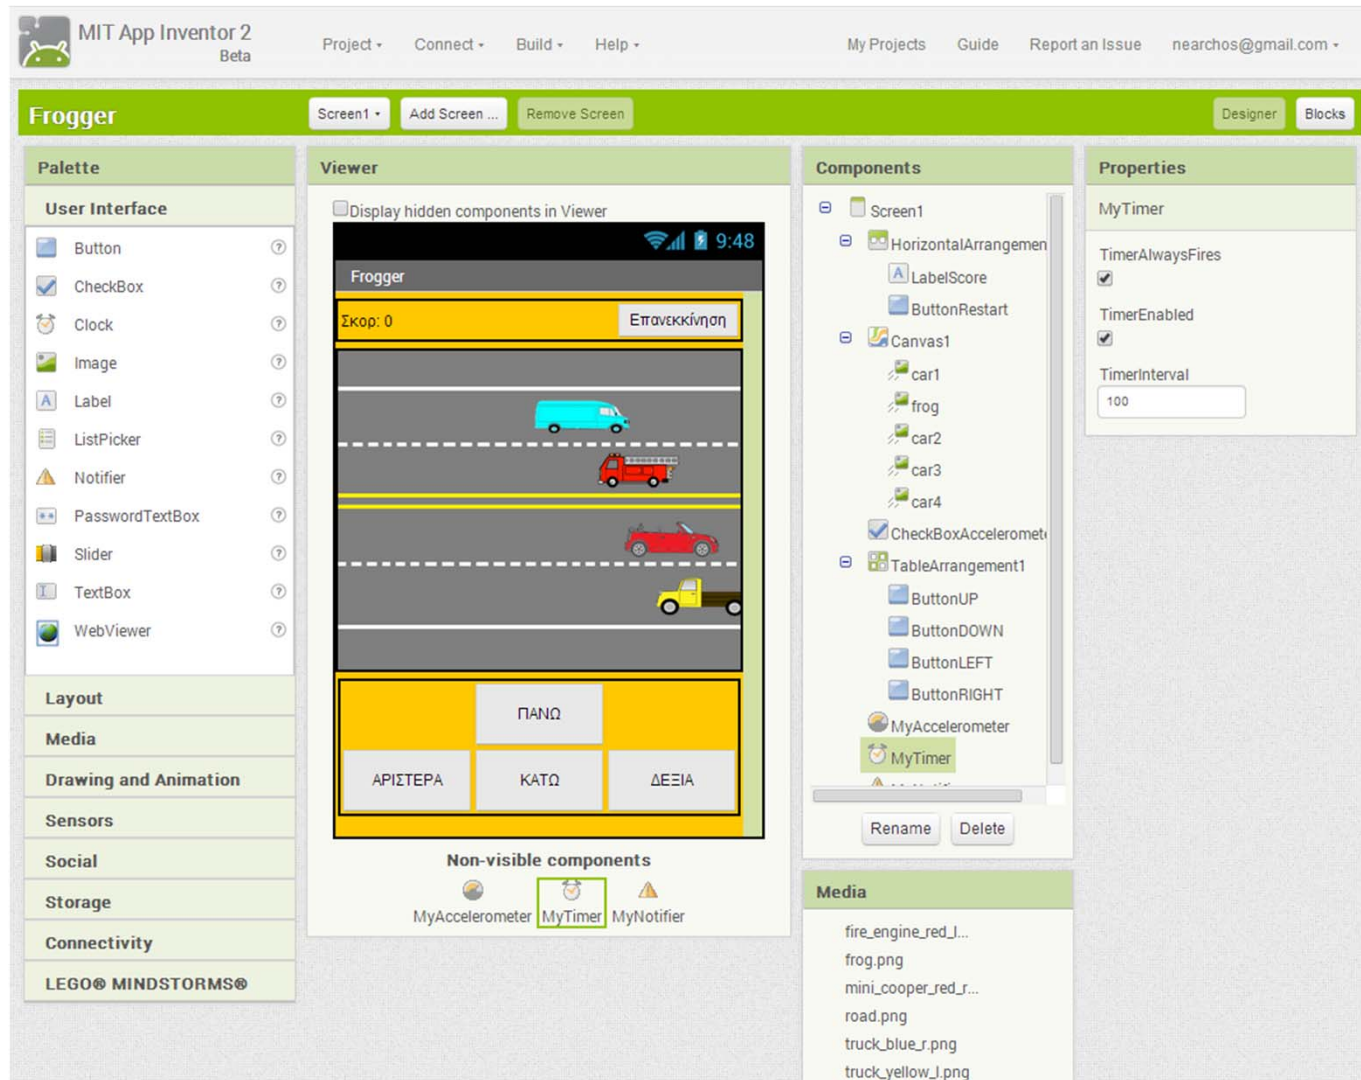 MIT App Inventor 2
Beta
Project Connect Build Help
My Projects Guide Report an Issue nearchos@gmail.com
Frogger
Screen1 Add Screen ... Remove Screen
Designer Blocks
Palette
User Interface
Button
CheckBox
Clock
Image
Label
ListPicker
Notifier
PasswordTextBox
Slider
TextBox
WebViewer
Layout
Media
Drawing and Animation
Sensors
Social
Storage
Connectivity
LEGO® MINDSTORMS®
Viewer
Display hidden components in Viewer
9:48
Frogger
Σκορ: 0 Επανεκκίνηση
ΠΑΝΩ
ΑΡΙΣΤΕΡΑ ΚΑΤΩ ΔΕΞΙΑ
Non-visible components
MyAccelerometer MyTimer MyNotifier
Components
Screen1
HorizontalArrangemen
LabelScore
ButtonRestart
Canvas1
car1
frog
car2
car3
car4
CheckBoxAcceleromet
TableArrangement1
ButtonUP
ButtonDOWN
ButtonLEFT
ButtonRIGHT
MyAccelerometer
MyTimer
Rename Delete
Media
fire_engine_red_l...
frog.png
mini_cooper_red_r...
road.png
truck_blue_r.png
truck_yellow_l.png
Properties
MyTimer
TimerAlwaysFires
TimerEnabled
TimerInterval
100